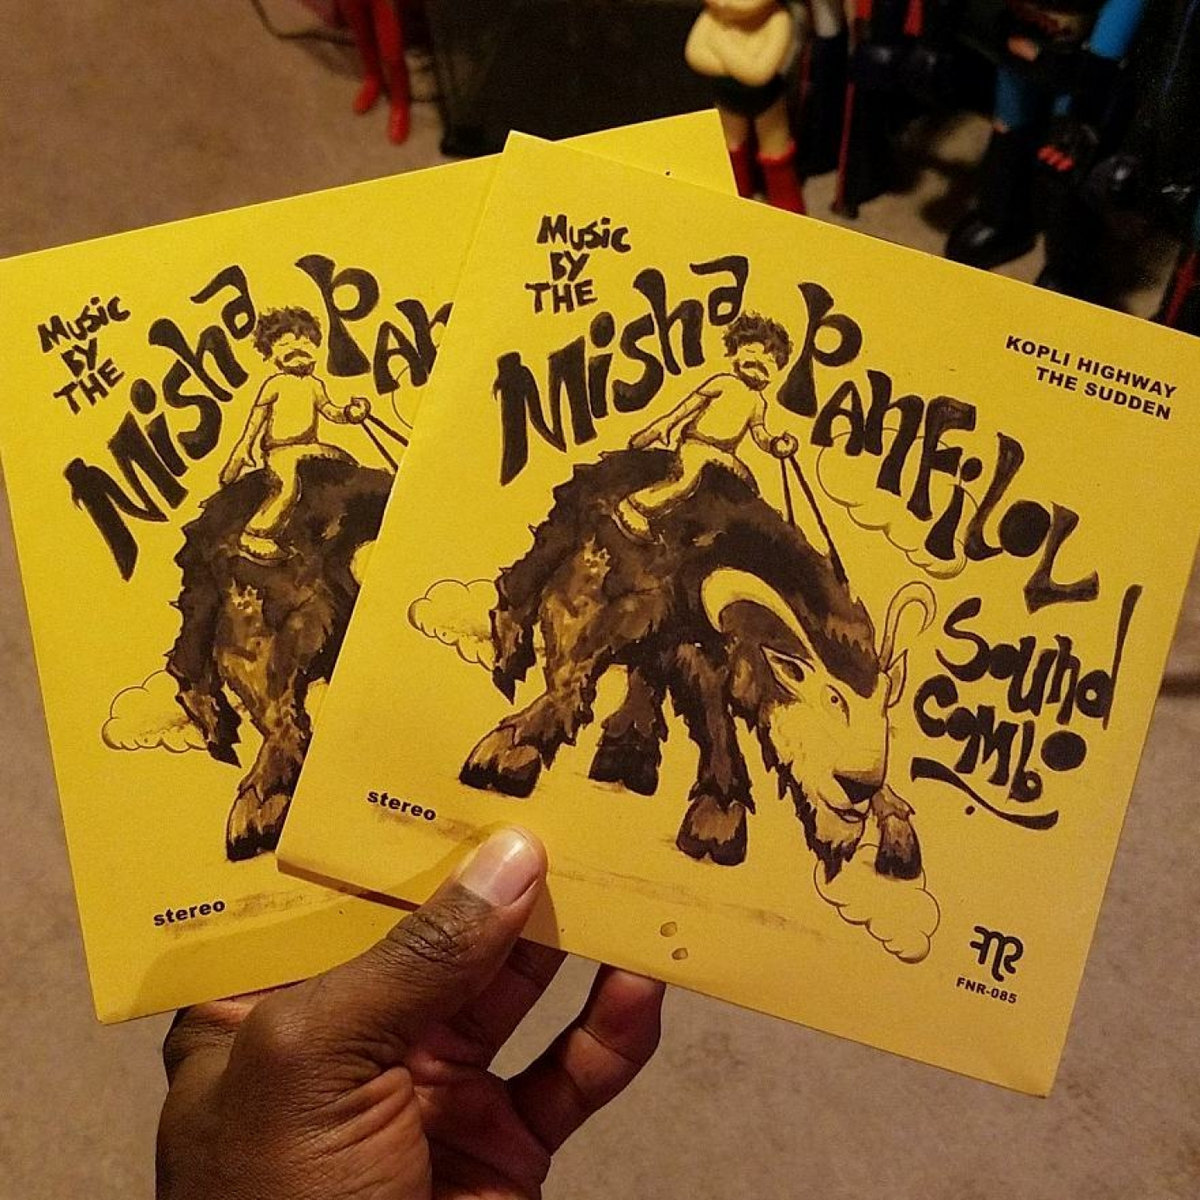 Music
BY
THE
Misha Pan
stereo
Music
BY
THE
Misha Panfilov
Sound
Combo
KOPLI HIGHWAY
THE SUDDEN
stereo
FNR
FNR-085